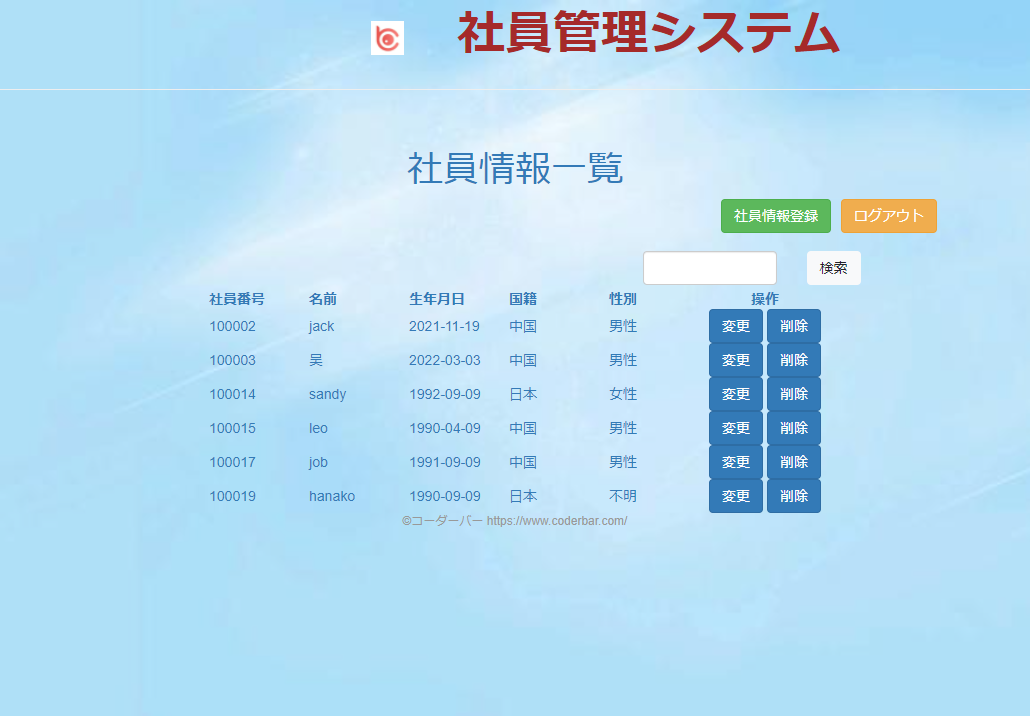 社員管理システム
社員情報一覧
社員情報登録 ログアウト
検索
社員番号 名前 生年月日 国籍 性別 操作
100002 jack 2021-11-19 中国 男性 変更 削除
100003 吴 2022-03-03 中国 男性 変更 削除
100014 sandy 1992-09-09 日本 女性 変更 削除
100015 leo 1990-04-09 中国 男性 変更 削除
100017 job 1991-09-09 中国 男性 変更 削除
100019 hanako 1990-09-09 日本 不明 変更 削除
©コーダーバー https://www.coderbar.com/